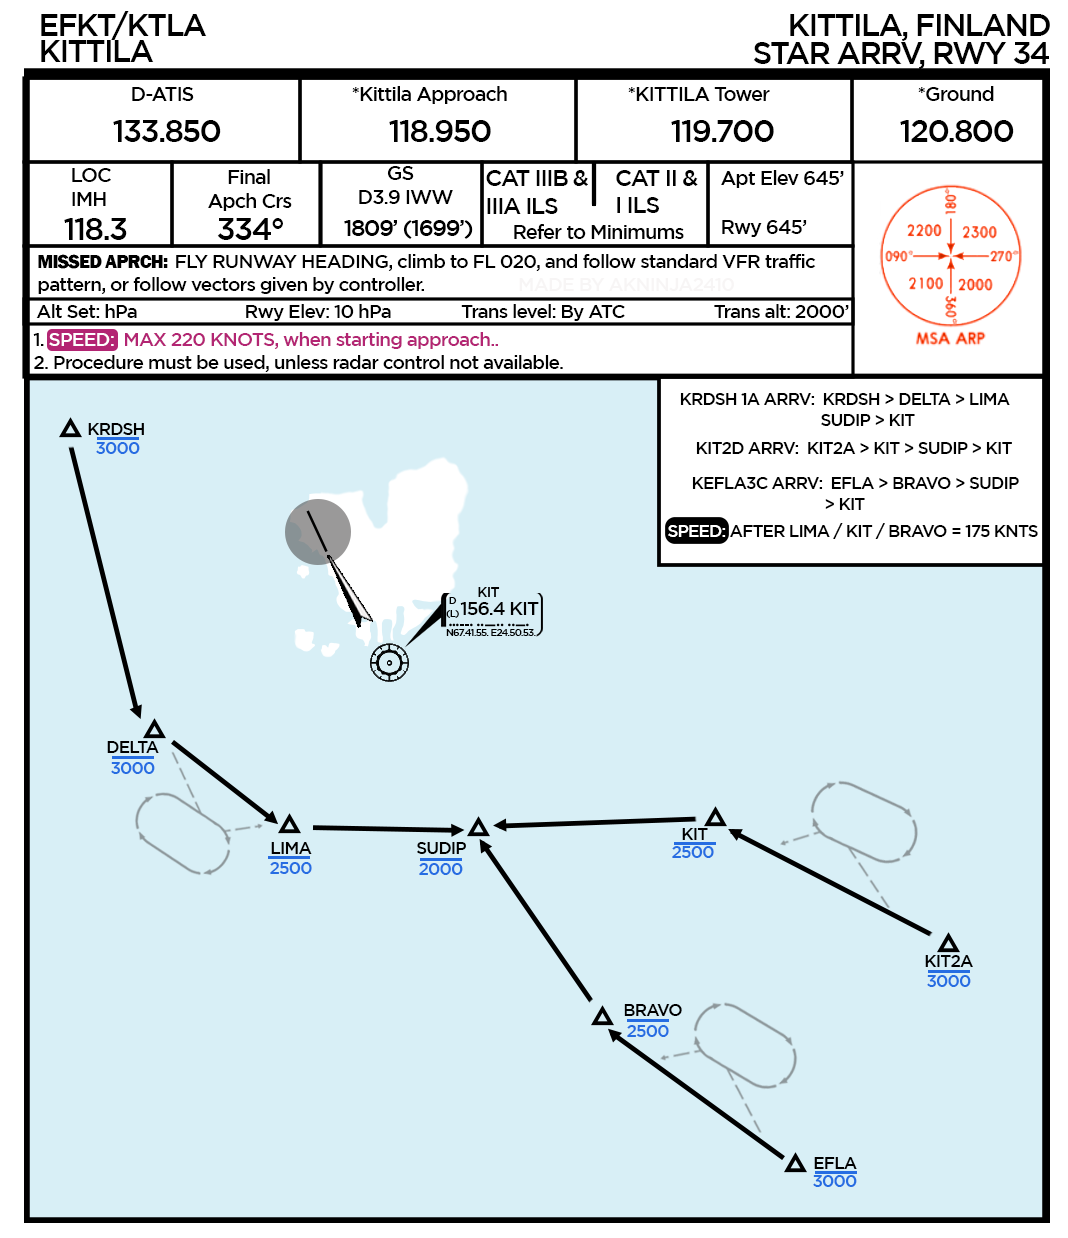 EFKT/KTLA
KITTILA
KITTILA, FINLAND
STAR ARRV, RWY 34
D-ATIS
133.850
*Kittila Approach
118.950
*KITTILA Tower
119.700
*Ground
120.800
LOC
IMH
118.3
Final
Apch Crs
334°
GS
D3.9 IWW
1809’ (1699’)
CAT IIIB &
IIIA ILS
CAT II &
I ILS
Refer to Minimums
Apt Elev 645’
Rwy 645’
180°
2200
2300
090°
270°
2100
2000
360°
MSA ARP
MISSED APRCH: FLY RUNWAY HEADING, climb to FL 020, and follow standard VFR traffic
pattern, or follow vectors given by controller.
MADE BY AKNINJA2410
Alt Set: hPa
Rwy Elev: 10 hPa
Trans level: By ATC
Trans alt: 2000’
1. SPEED: MAX 220 KNOTS, when starting approach..
2. Procedure must be used, unless radar control not available.
KRDSH 1A ARRV: KRDSH > DELTA > LIMA
SUDIP > KIT
KIT2D ARRV: KIT2A > KIT > SUDIP > KIT
KEFLA3C ARRV: EFLA > BRAVO > SUDIP
> KIT
SPEED: AFTER LIMA / KIT / BRAVO = 175 KNTS
KRDSH
3000
KIT
D
(L)
156.4 KIT
N67.41.55. E24.50.53.
DELTA
3000
LIMA
2500
SUDIP
2000
KIT
2500
KIT2A
3000
BRAVO
2500
EFLA
3000